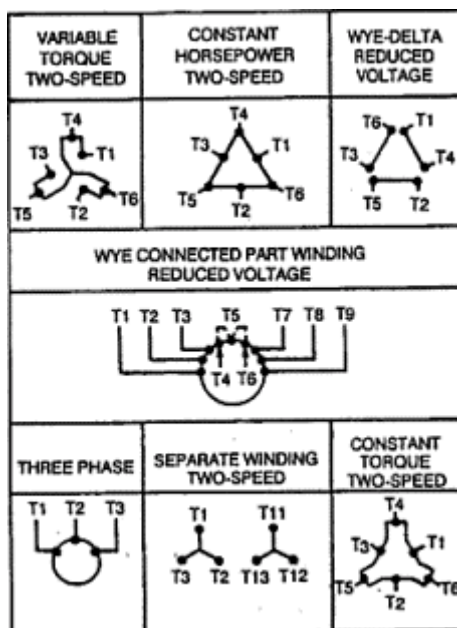 VARIABLE
TORQUE
TWO-SPEED
T4
T3
T1
T5
T2
T6
CONSTANT
HORSEPOWER
TWO-SPEED
T4
T3
T1
T5
T6
T2
WYE-DELTA
REDUCED
VOLTAGE
T6 T1
T3 T4
T5 T2
WYE CONNECTED PART WINDING
REDUCED VOLTAGE
T1 T2 T3 T5 T7 T8 T9
T4 T6
THREE PHASE
T1 T2 T3
SEPARATE WINDING
TWO-SPEED
T1 T11
T3 T2 T13 T12
CONSTANT
TORQUE
TWO-SPEED
T4
T3
T1
T5
T2
T6